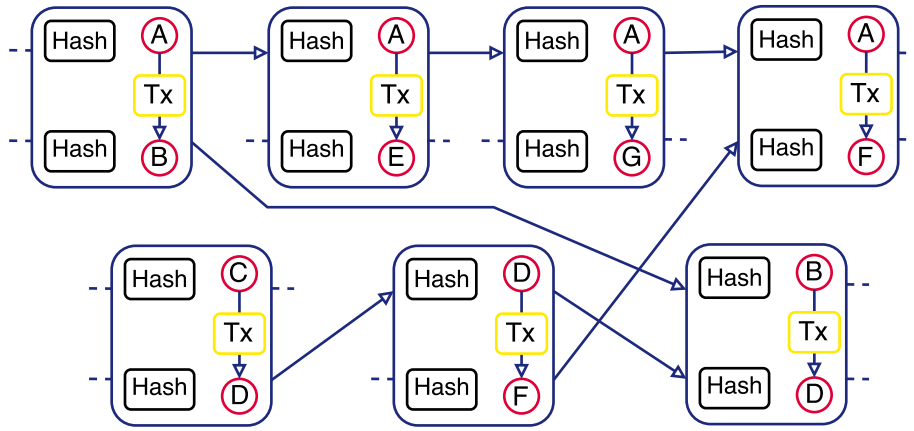 Hash A Hash A Hash A Hash A
Tx Tx Tx Tx
Hash B Hash E Hash G Hash F
Hash C Hash D Hash B
Tx Tx Tx
Hash D Hash F Hash D